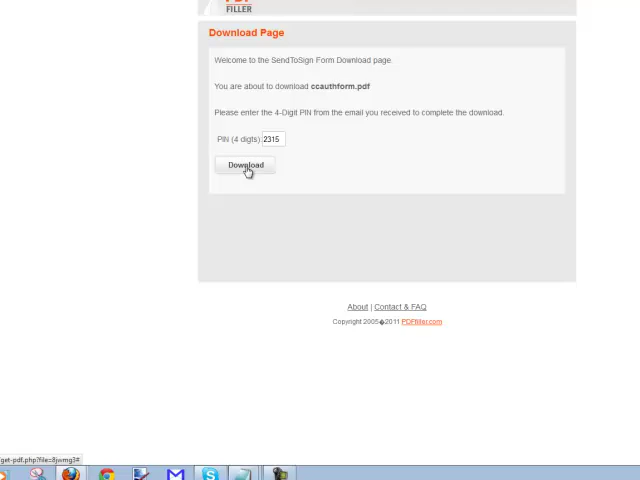 FILLER
Download Page
Welcome to the SendToSign Form Download page.
You are about to download ccauthform.pdf
Please enter the 4-Digit PIN from the email you received to complete the download.
PIN (4 digits) 2315
Download
About | Contact & FAQ
Copyright 2005�2011 PDFfiller.com
get-pdf.php?file=8jwmg3#